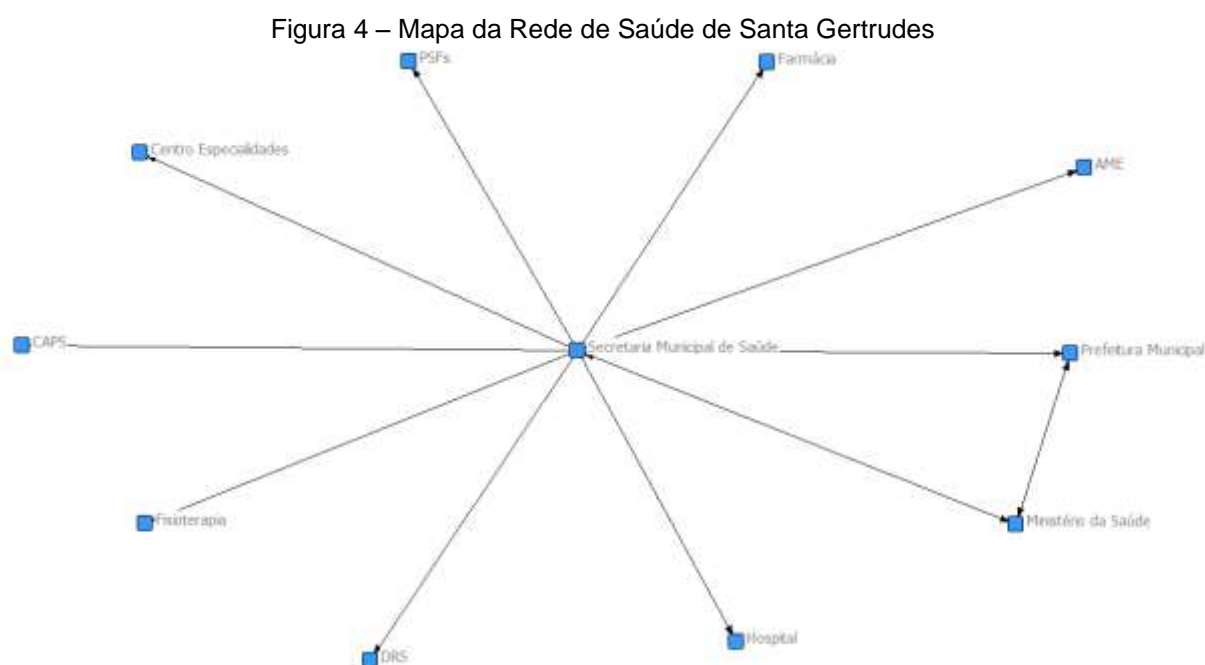 Figura 4 – Mapa da Rede de Saúde de Santa Gertrudes
PSFs
Farmácia
Centro Especialidades
AME
CAPS
Secretaria Municipal de Saúde
Prefeitura Municipal
Fisioterapia
Ministério da Saúde
Hospital
DRS